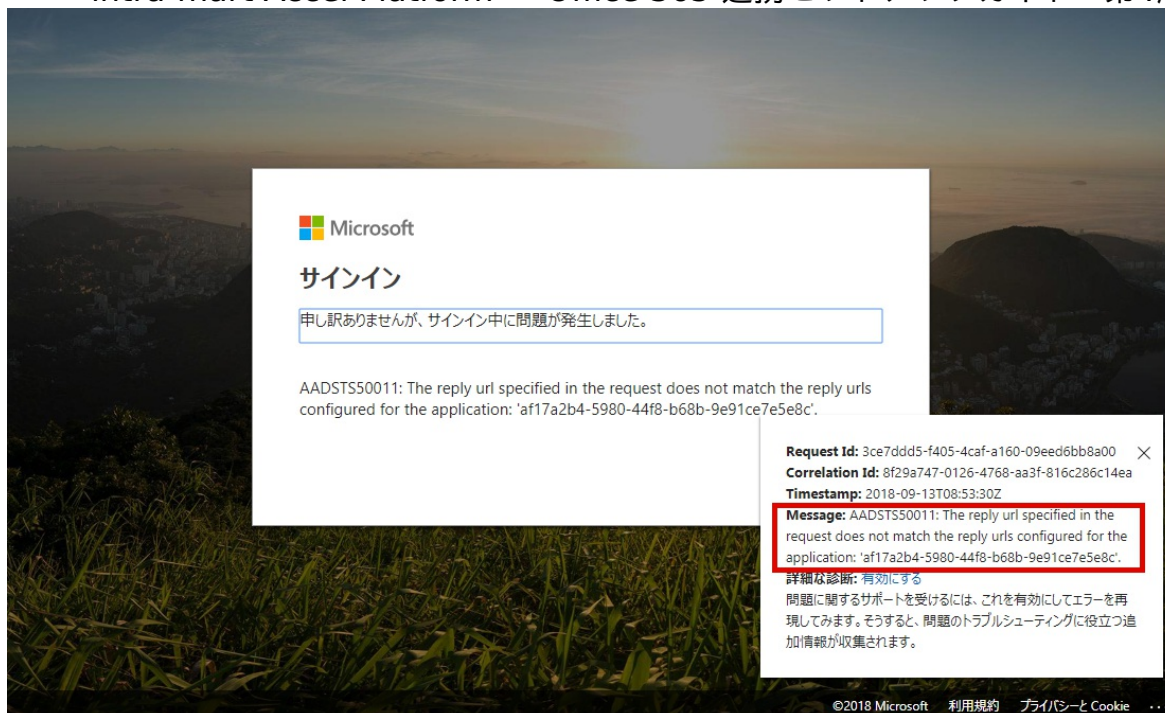 Microsoft
サインイン
申し訳ありませんが、サインイン中に問題が発生しました。
AADSTS50011: The reply url specified in the request does not match the reply urls
configured for the application: 'af17a2b4-5980-44f8-b68b-9e91ce7e5e8c'.
Request Id: 3ce7ddd5-f405-4caf-a160-09eed6bb8a00
Correlation Id: 8f29a747-0126-4768-aa3f-816c286c14ea
Timestamp: 2018-09-13T08:53:30Z
Message: AADSTS50011: The reply url specified in the
request does not match the reply urls configured for the
application: 'af17a2b4-5980-44f8-b68b-9e91ce7e5e8c'.
詳細な診断: 有効にする
問題に関するサポートを受けるには、これを有効にしてエラーを再
現してみます。そうすると、問題のトラブルシューティングに役立つ追
加情報が収集されます。
©2018 Microsoft 利用規約 プライバシーと Cookie ..